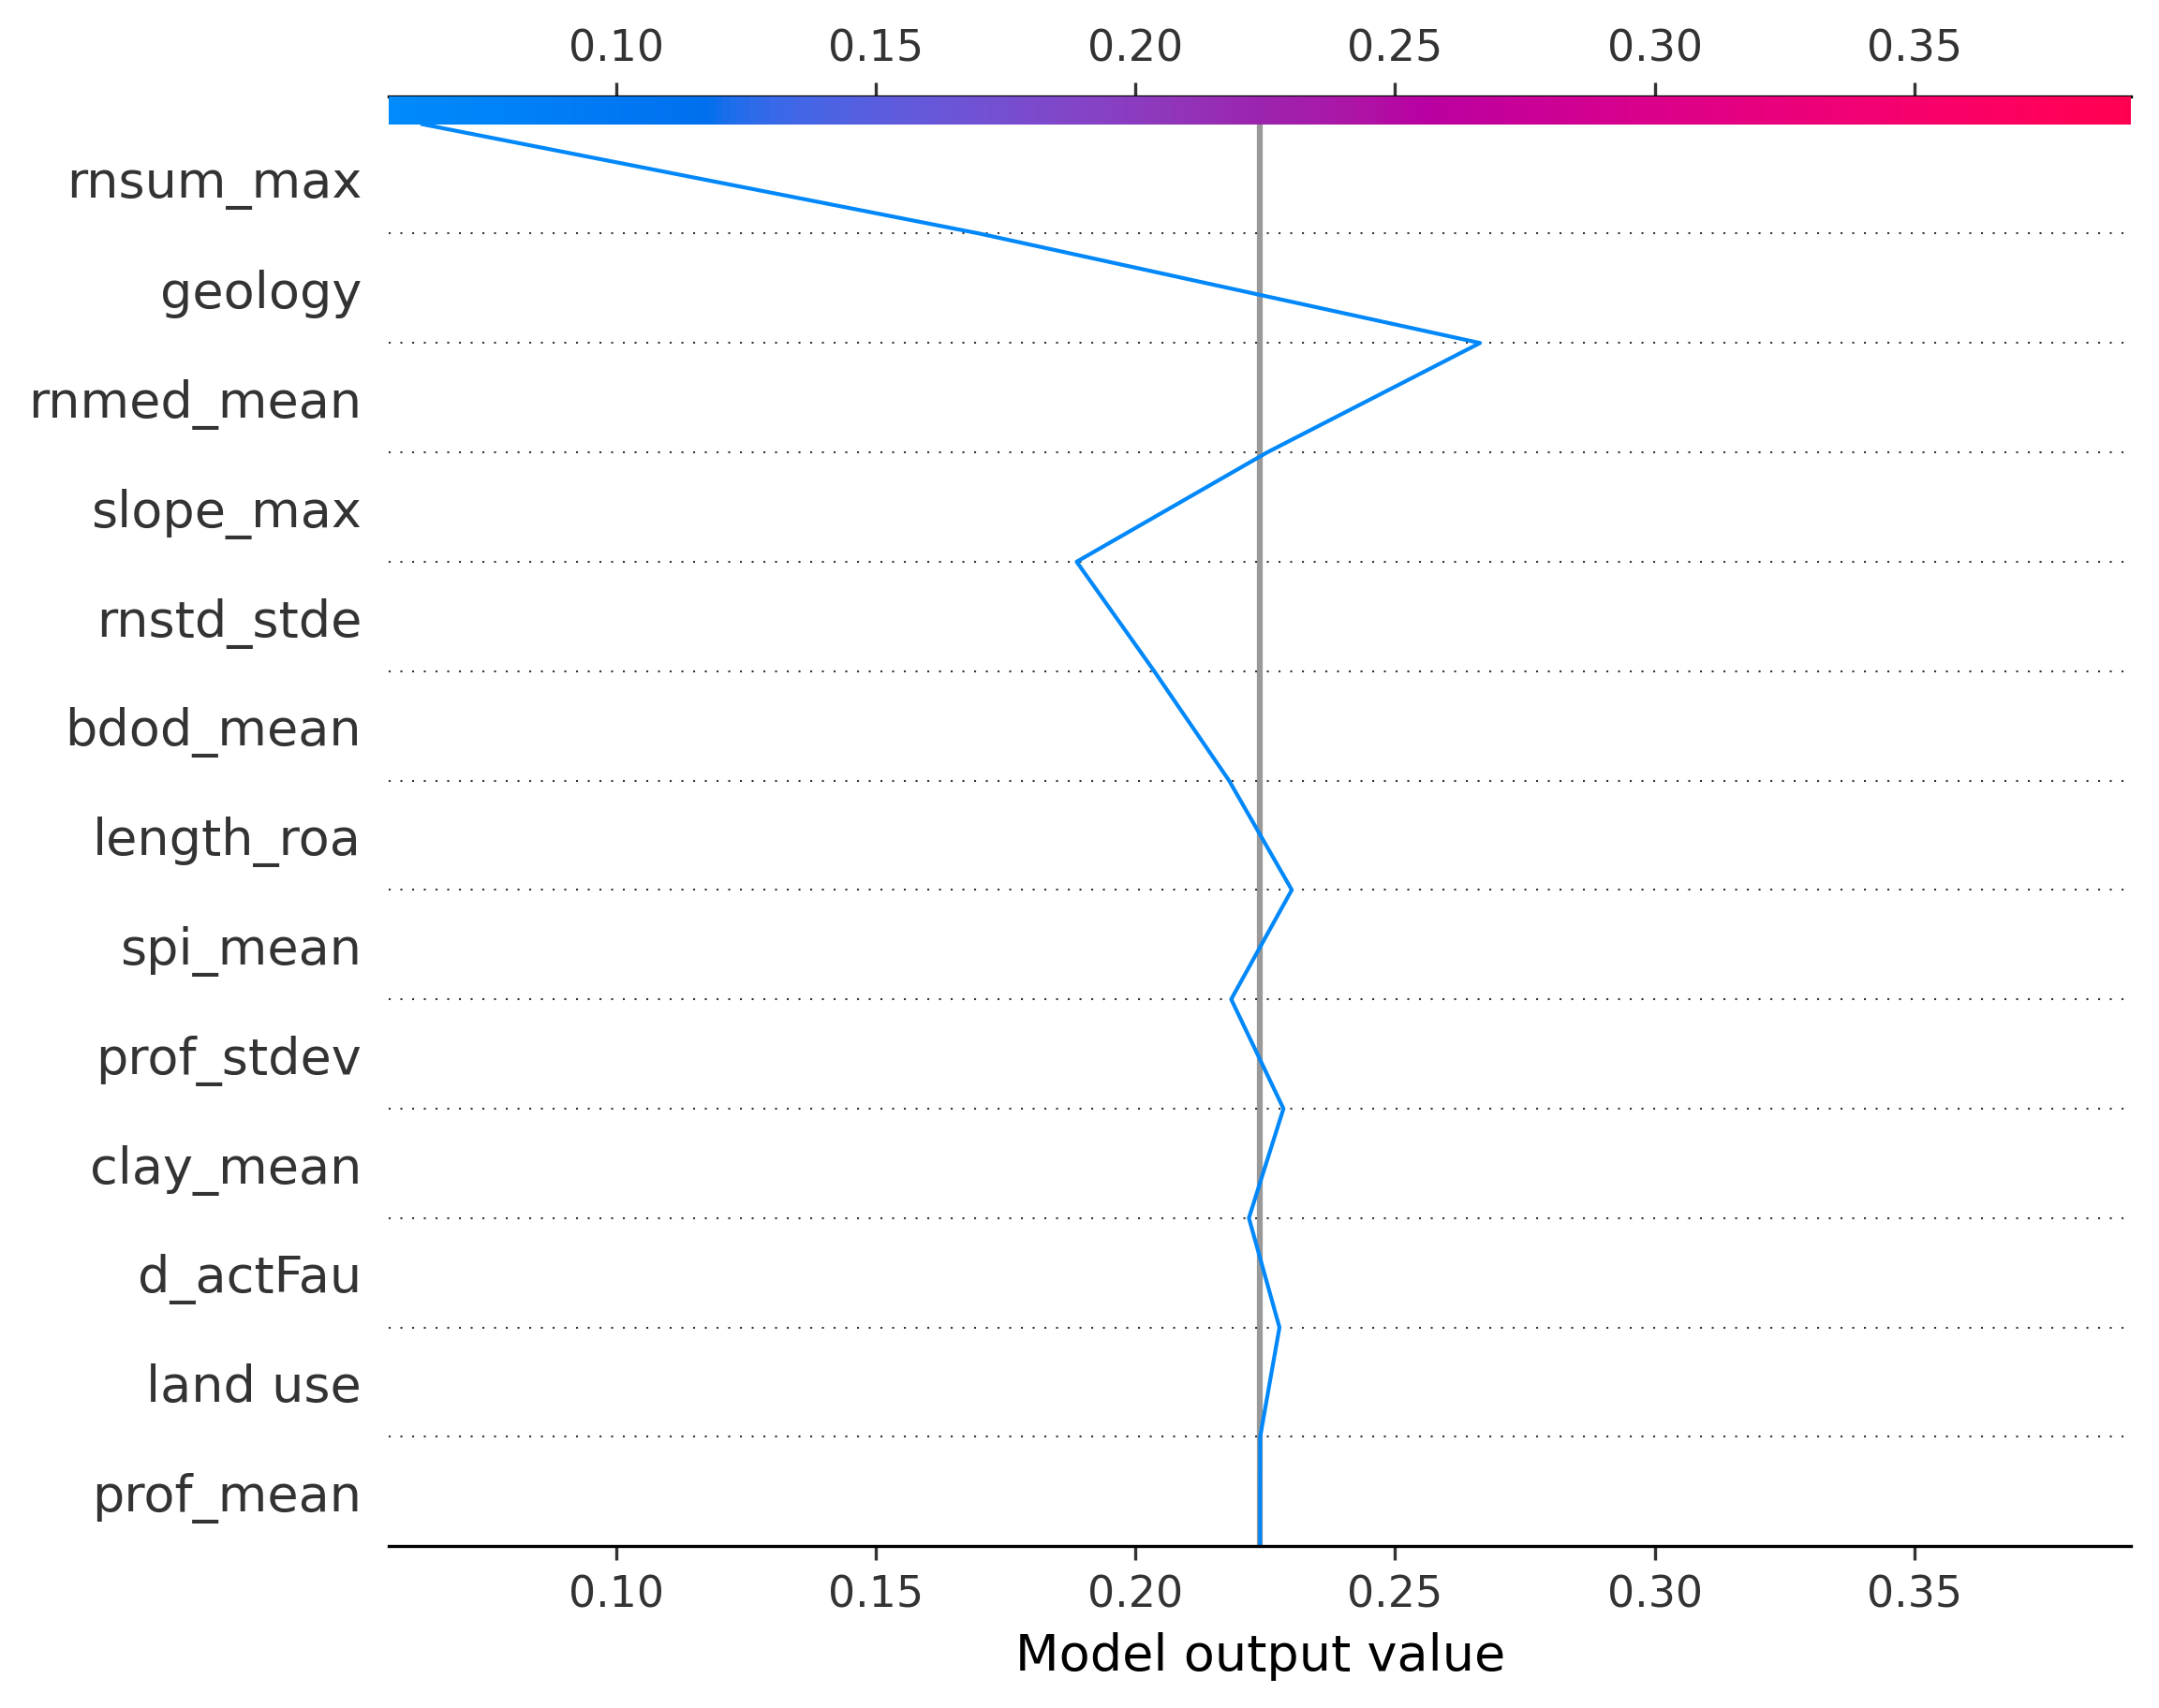 0.10 0.15 0.20 0.25 0.30 0.35
rnsum_max
geology
rnmed_mean
slope_max
rnstd_stde
bdod_mean
length_roa
spi_mean
prof_stdev
clay_mean
d_actFau
land use
prof_mean
0.10 0.15 0.20 0.25 0.30 0.35
Model output value